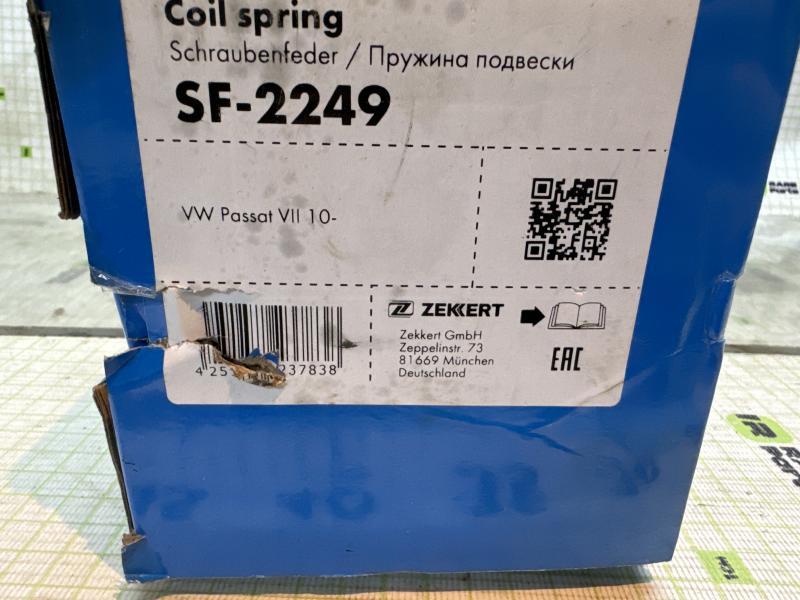 Coil spring
Schraubenfeder / Пружина подвески
SF-2249
VW Passat VII 10-
ZEKKERT
Zekkert GmbH
Zeppelinstr. 73
81669 München
Deutschland
EAC
237838